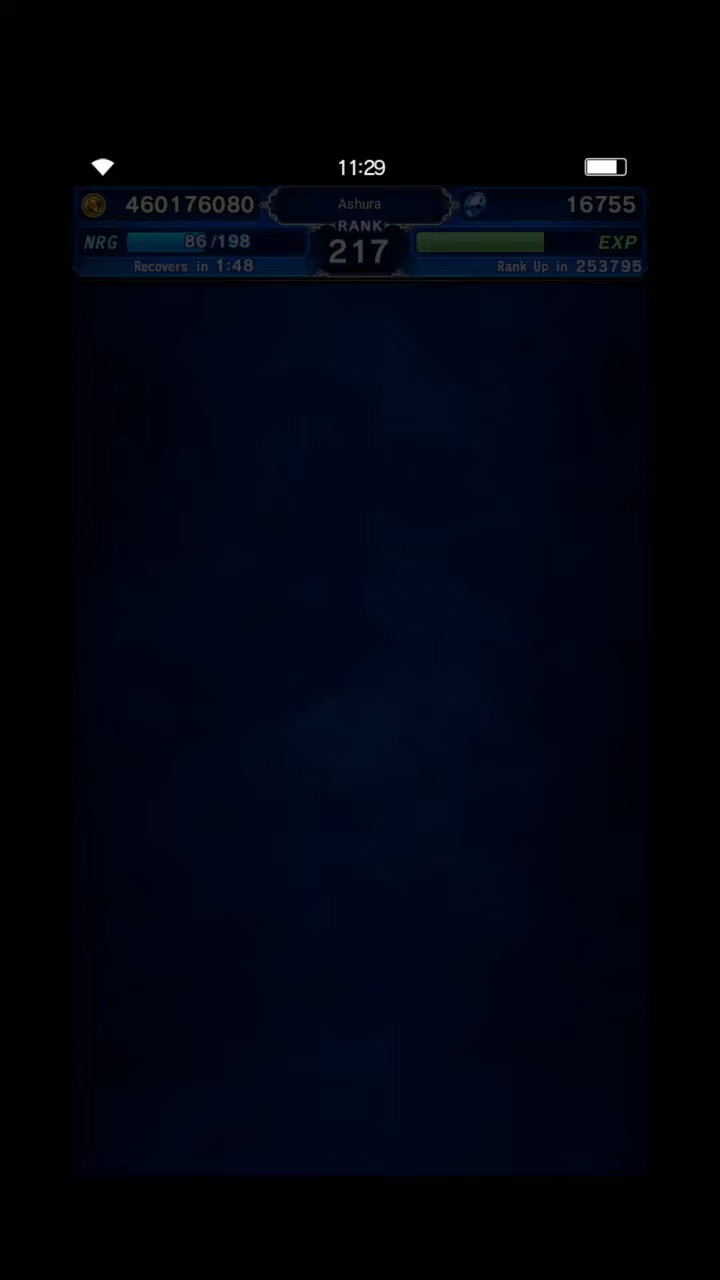 11:29
460176080
Ashura
16755
NRG 86/198
RANK
217
EXP
Recovers in 1:48
Rank Up in 253795